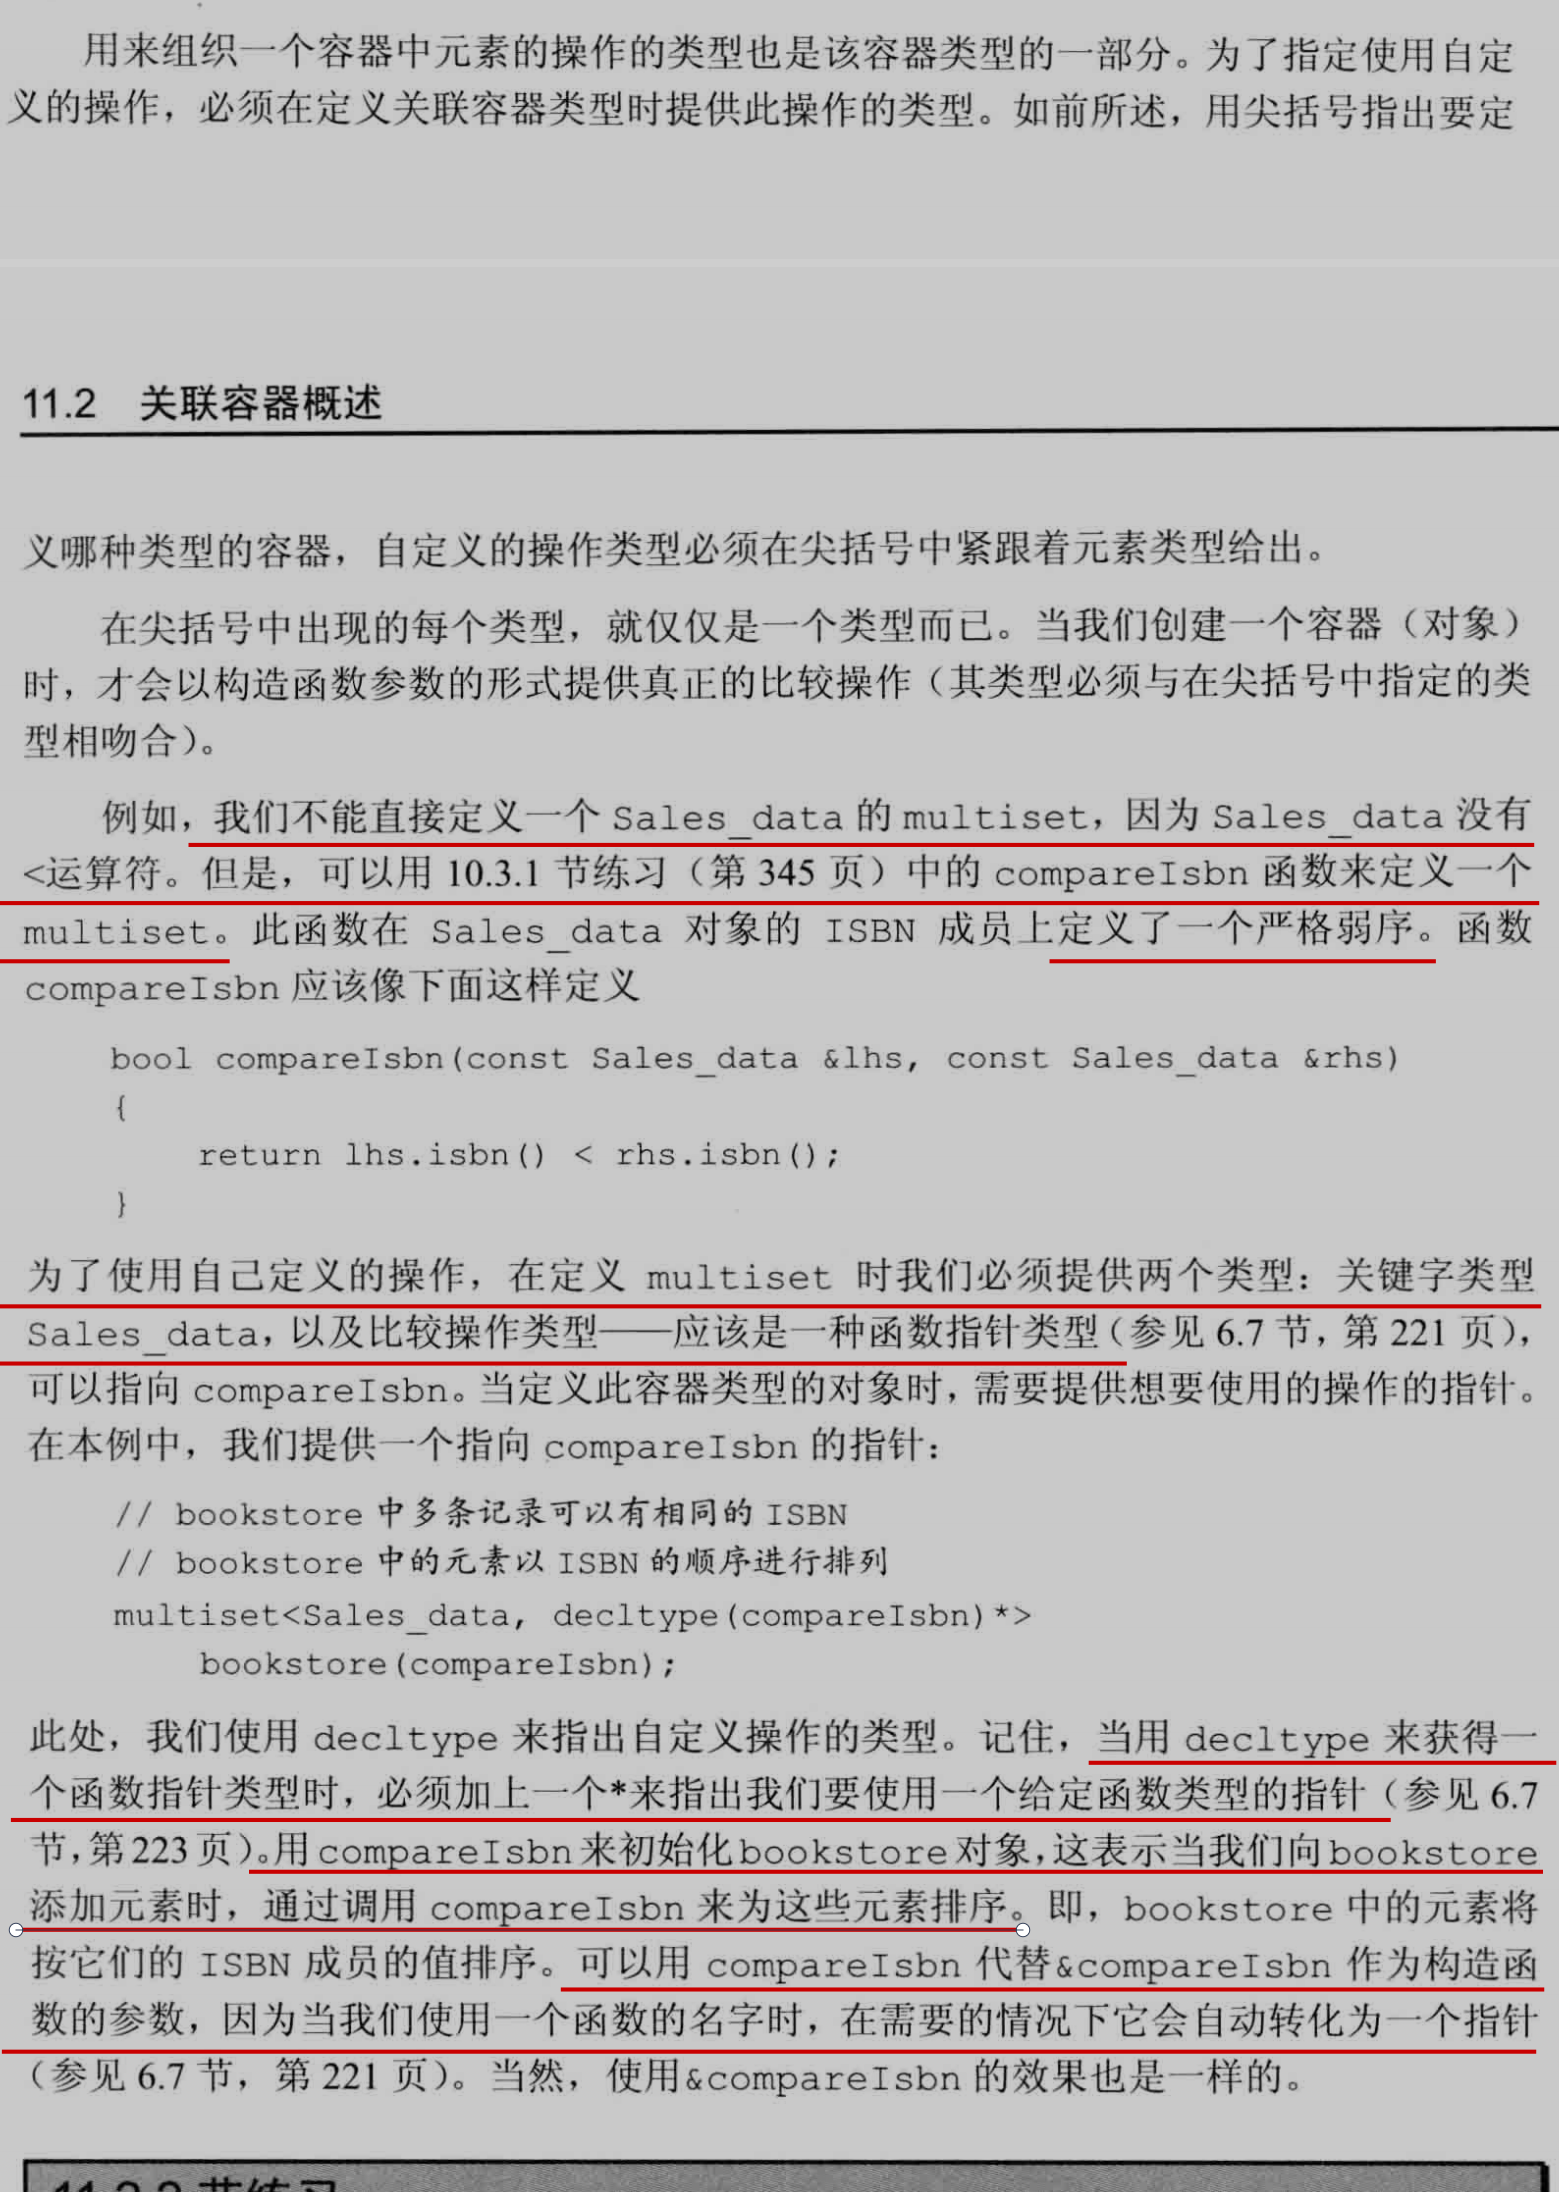 用来组织一个容器中元素的操作的类型也是该容器类型的一部分。为了指定使用自定
义的操作，必须在定义关联容器类型时提供此操作的类型。如前所述，用尖括号指出要定
11.2 关联容器概述
义哪种类型的容器，自定义的操作类型必须在尖括号中紧跟着元素类型给出。
在尖括号中出现的每个类型，就仅仅是一个类型而已。当我们创建一个容器（对象）
时，才会以构造函数参数的形式提供真正的比较操作（其类型必须与在尖括号中指定的类
型相吻合）。
例如，我们不能直接定义一个 Sales_data 的 multiset，因为 Sales_data 没有
<运算符。但是，可以用 10.3.1 节练习（第 345 页）中的 compareIsbn 函数来定义一个
multiset。此函数在 Sales_data 对象的 ISBN 成员上定义了一个严格弱序。函数
compareIsbn 应该像下面这样定义
bool compareIsbn(const Sales_data &lhs, const Sales_data &rhs)
{
return lhs.isbn() < rhs.isbn();
}
为了使用自己定义的操作，在定义 multiset 时我们必须提供两个类型：关键字类型
Sales_data，以及比较操作类型——应该是一种函数指针类型（参见 6.7 节，第 221 页），
可以指向 compareIsbn。当定义此容器类型的对象时，需要提供想要使用的操作的指针。
在本例中，我们提供一个指向 compareIsbn 的指针：
// bookstore 中多条记录可以有相同的 ISBN
// bookstore 中的元素以 ISBN 的顺序进行排列
multiset<Sales_data, decltype(compareIsbn)*>
bookstore(compareIsbn);
此处，我们使用 decltype 来指出自定义操作的类型。记住，当用 decltype 来获得一
个函数指针类型时，必须加上一个*来指出我们要使用一个给定函数类型的指针（参见 6.7
节，第 223 页）。用 compareIsbn 来初始化 bookstore 对象，这表示当我们向 bookstore
添加元素时，通过调用 compareIsbn 来为这些元素排序。即，bookstore 中的元素将
按它们的 ISBN 成员的值排序。可以用 compareIsbn 代替&compareIsbn 作为构造函
数的参数，因为当我们使用一个函数的名字时，在需要的情况下它会自动转化为一个指针
（参见 6.7 节，第 221 页）。当然，使用&compareIsbn 的效果也是一样的。